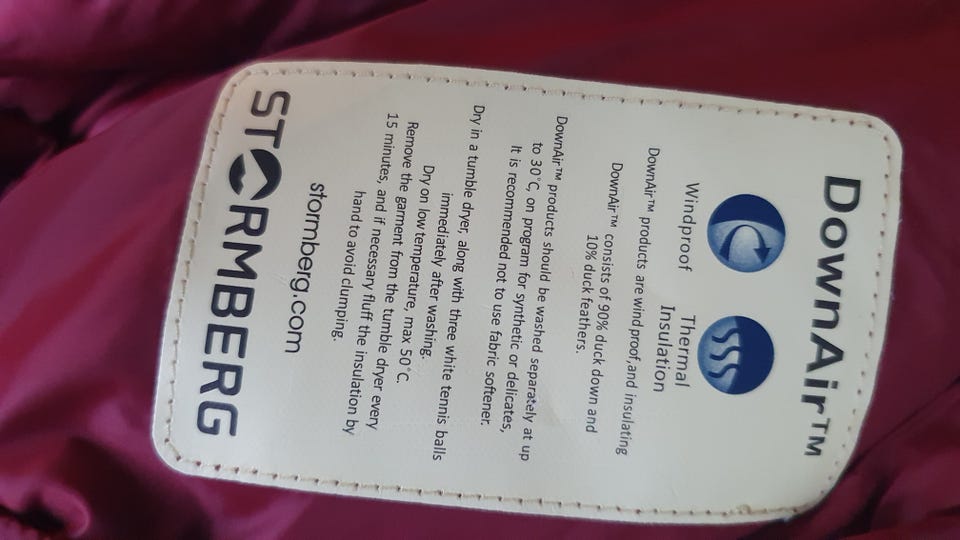 DownAir™
Windproof
Thermal
Insulation
DownAir™ products are windproof,and insulating
DownAir™ consists of 90% duck down and
10% duck feathers.
DownAir™ products should be washed separately at up
to 30°C, on program for synthetic or delicates,
It is recommended not to use fabric softener.
Dry in a tumble dryer, along with three white tennis balls
immediately after washing.
Dry on low temperature, max 50°C.
Remove the garment from the tumble dryer every
15 minutes, and if necessary fluff the insulation by
hand to avoid clumping.
stormberg.com
STORMBERG